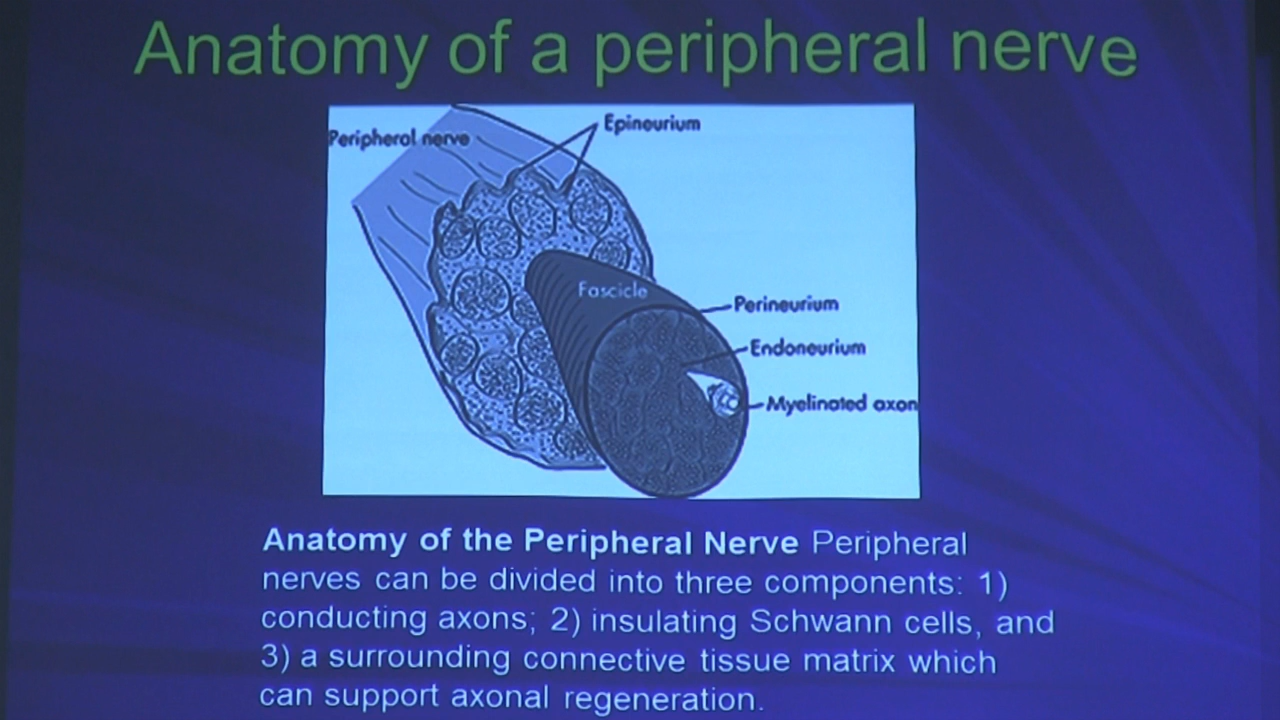 Anatomy of a peripheral nerve
Peripheral nerve
Epineurium
Fascicle
Perineurium
Endoneurium
Myelinated axon
Anatomy of the Peripheral Nerve Peripheral
nerves can be divided into three components: 1)
conducting axons; 2) insulating Schwann cells, and
3) a surrounding connective tissue matrix which
can support axonal regeneration.